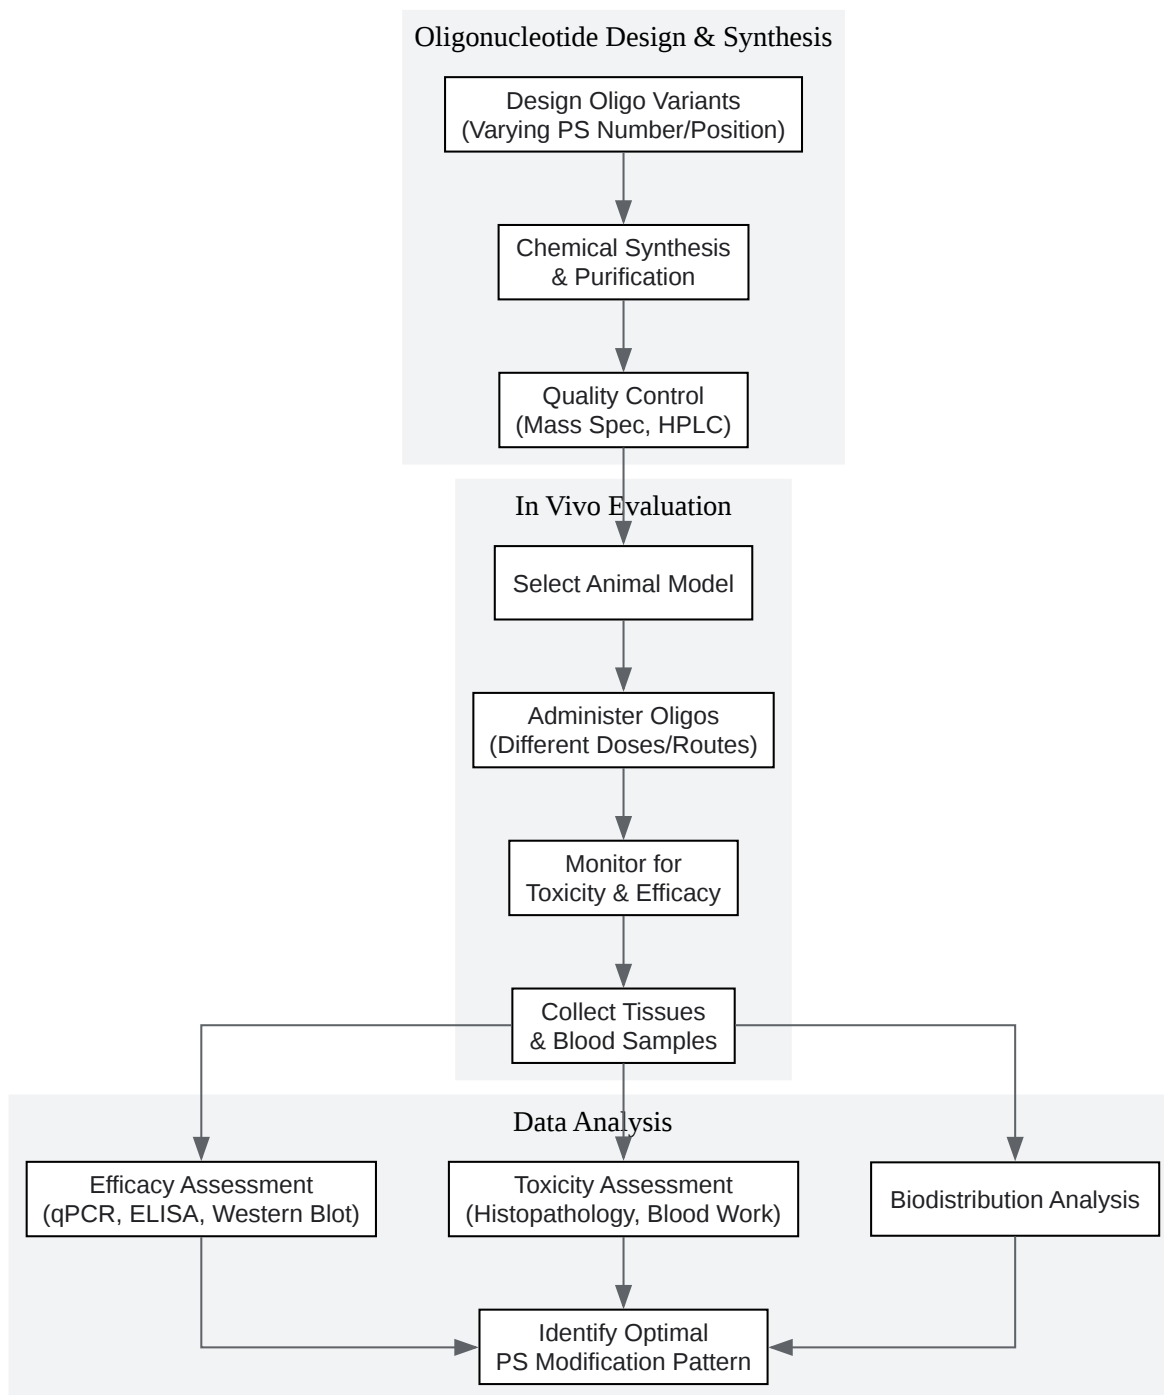 Oligonucleotide Design & Synthesis
Design Oligo Variants
(Varying PS Number/Position)
Chemical Synthesis
& Purification
Quality Control
(Mass Spec, HPLC)
In Vivo Evaluation
Select Animal Model
Administer Oligos
(Different Doses/Routes)
Monitor for
Toxicity & Efficacy
Collect Tissues
& Blood Samples
Data Analysis
Efficacy Assessment
(qPCR, ELISA, Western Blot)
Toxicity Assessment
(Histopathology, Blood Work)
Biodistribution Analysis
Identify Optimal
PS Modification Pattern